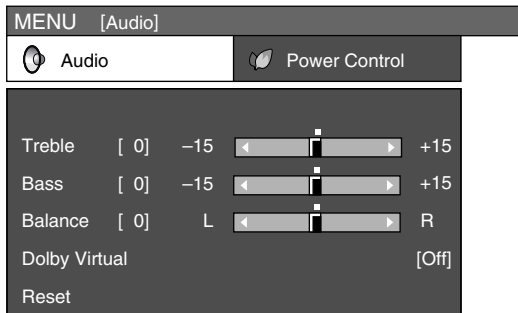 MENU [Audio]
Audio Power Control
Treble [ 0] –15 +15
Bass [ 0] –15 +15
Balance [ 0] L R
Dolby Virtual [Off]
Reset